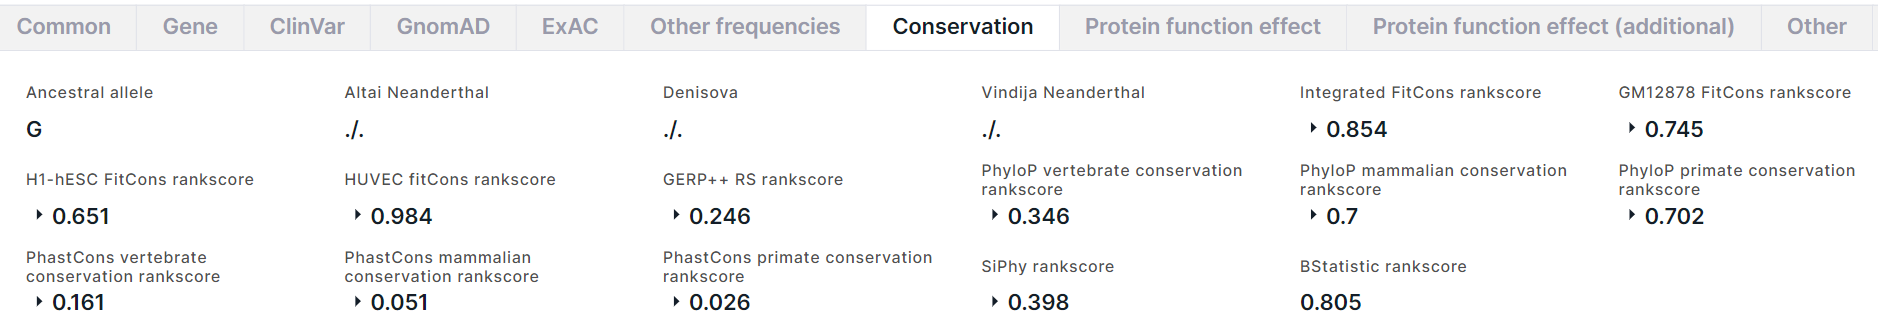 Common Gene ClinVar GnomAD ExAC Other frequencies Conservation Protein function effect Protein function effect (additional) Other
Ancestral allele
G
Altai Neanderthal
./.
Denisova
./.
Vindija Neanderthal
./.
Integrated FitCons rankscore
0.854
GM12878 FitCons rankscore
0.745
H1-hESC FitCons rankscore
0.651
HUVEC fitCons rankscore
0.984
GERP++ RS rankscore
0.246
PhyloP vertebrate conservation
rankscore
0.346
PhyloP mammalian conservation
rankscore
0.7
PhyloP primate conservation
rankscore
0.702
PhastCons vertebrate
conservation rankscore
0.161
PhastCons mammalian
conservation rankscore
0.051
PhastCons primate conservation
rankscore
0.026
SiPhy rankscore
0.398
BStatistic rankscore
0.805